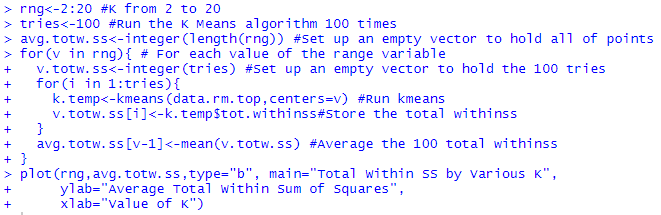 > rng<-2:20 #K from 2 to 20
> tries<-100 #Run the K Means algorithm 100 times
> avg.totw.ss<-integer(length(rng)) #Set up an empty vector to hold all of points
> for(v in rng){ # For each value of the range variable
+   v.totw.ss<-integer(tries) #Set up an empty vector to hold the 100 tries
+   for(i in 1:tries){
+     k.temp<-kmeans(data.rm.top,centers=v) #Run kmeans
+     v.totw.ss[i]<-k.temp$tot.withinss#Store the total withinss
+   }
+   avg.totw.ss[v-1]<-mean(v.totw.ss) #Average the 100 total withinss
+ }
> plot(rng,avg.totw.ss,type="b", main="Total Within SS by Various K",
+      ylab="Average Total Within Sum of Squares",
+      xlab="Value of K")